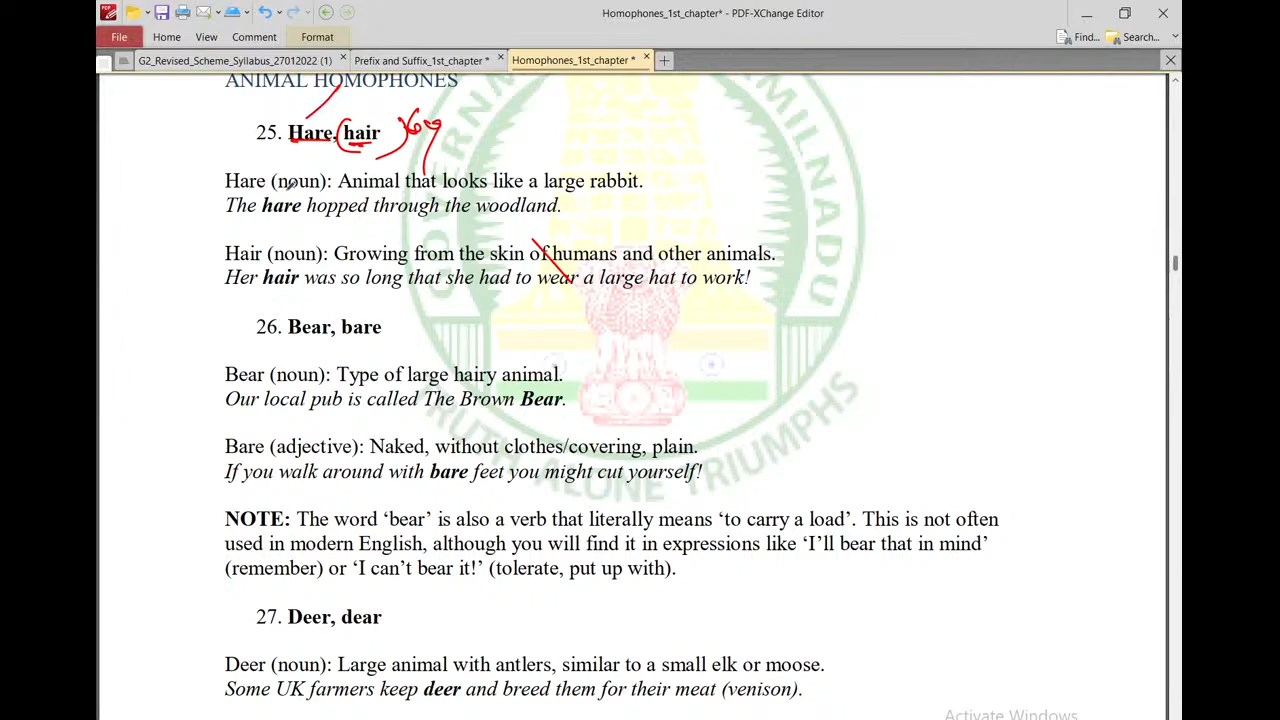 Homophones_1st_chapter* - PDF-XChange Editor
File Home View Comment Format Find... Search...
G2_Revised_Scheme_Syllabus_27012022 (1) Prefix and Suffix_1st_chapter * Homophones_1st_chapter *
ANIMAL HOMOPHONES
25. Hare, hair
Hare (noun): Animal that looks like a large rabbit.
The hare hopped through the woodland.
Hair (noun): Growing from the skin of humans and other animals.
Her hair was so long that she had to wear a large hat to work!
26. Bear, bare
Bear (noun): Type of large hairy animal.
Our local pub is called The Brown Bear.
Bare (adjective): Naked, without clothes/covering, plain.
If you walk around with bare feet you might cut yourself!
NOTE: The word ‘bear’ is also a verb that literally means ‘to carry a load’. This is not often
used in modern English, although you will find it in expressions like ‘I’ll bear that in mind’
(remember) or ‘I can’t bear it!’ (tolerate, put up with).
27. Deer, dear
Deer (noun): Large animal with antlers, similar to a small elk or moose.
Some UK farmers keep deer and breed them for their meat (venison).
GOVERNMENT OF TAMILNADU
TRUTH ALONE TRIUMPHS
Activate Windows